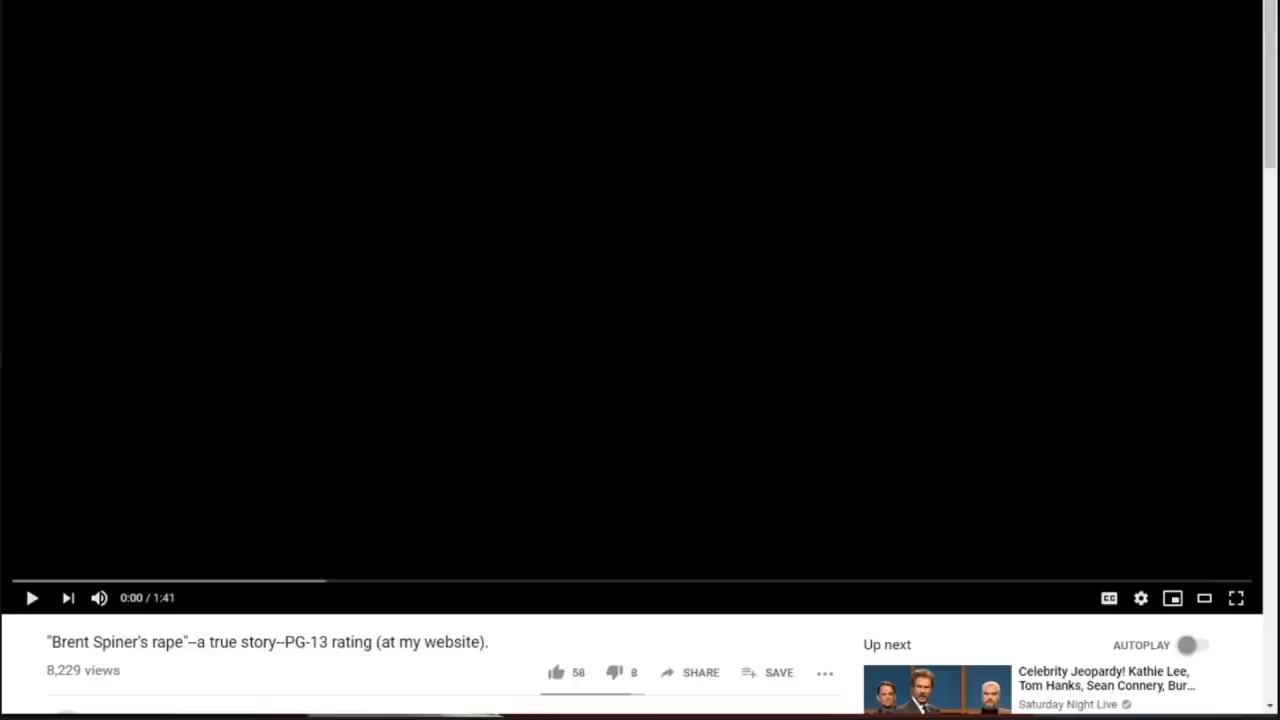 0:00 / 1:41
CC
"Brent Spiner's rape"--a true story--PG-13 rating (at my website).
8,229 views
58
8
SHARE
SAVE
Up next
AUTOPLAY
Celebrity Jeopardy! Kathie Lee,
Tom Hanks, Sean Connery, Bur...
Saturday Night Live